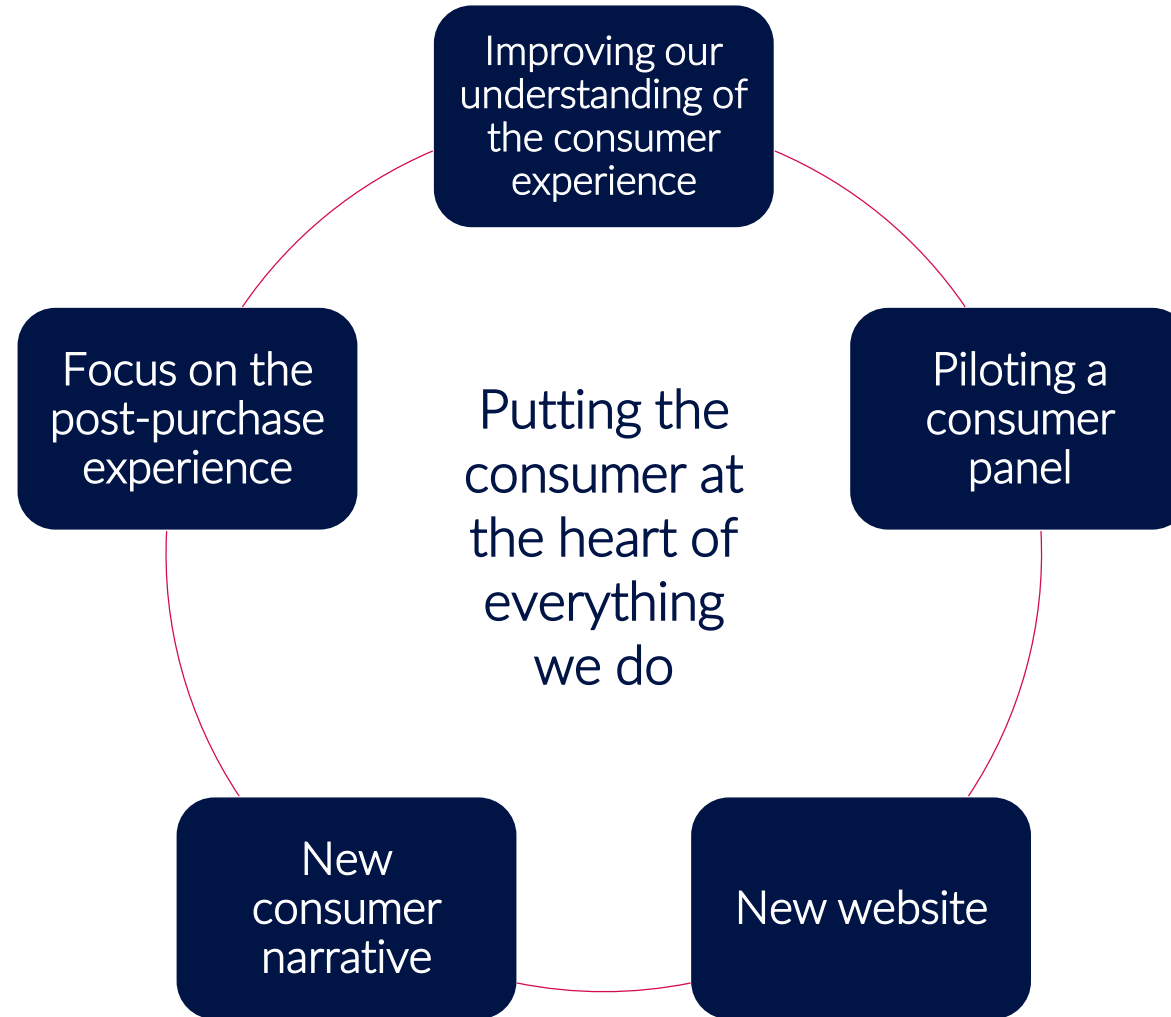 Improving our
understanding of
the consumer
experience
Focus on the
post-purchase
experience
Putting the
consumer at
the heart of
everything
we do
Piloting a
consumer
panel
New
consumer
narrative
New website